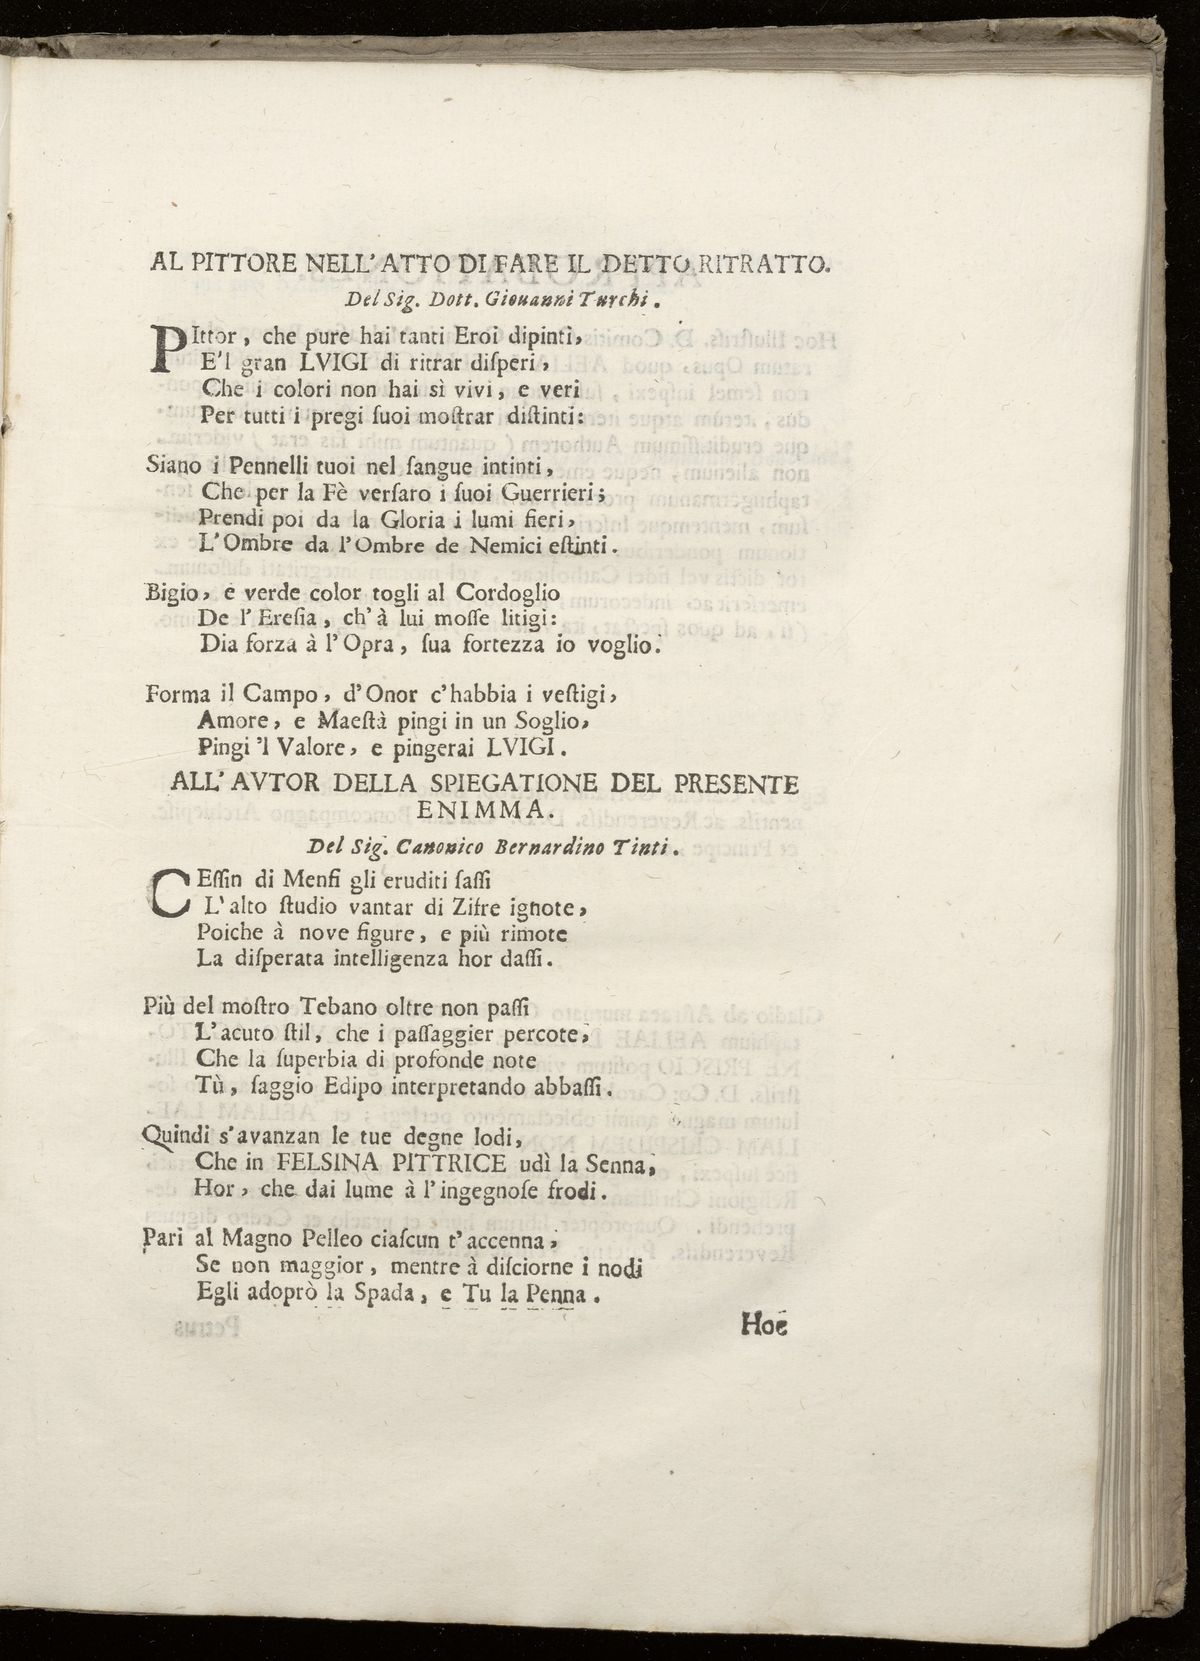 AL PITTORE NELL' ATTO DI FARE IL DETTO RITRATTO.
Del Sig. Dott. Giouanni Turchi.
PIttor, che pure hai tanti Eroi dipintì,
E'l gran LVIGI di ritrar diſperi,
Che i colori non hai sì vivi, e veri
Per tutti i pregi ſuoi moſtrar diſtinti:
Siano i Pennelli tuoi nel ſangue intinti,
Che per la Fè verſaro i ſuoi Guerrieri;
Prendi poi da la Gloria i lumi fieri,
L'Ombre da l'Ombre de Nemici eſtinti.
Bigio, e verde color togli al Cordoglio
De l'Ereſia, ch'à lui moſſe litigi:
Dia forza à l'Opra, ſua fortezza io voglio.
Forma il Campo, d'Onor c'habbia i veſtigi,
Amore, e Maeſtà pingi in un Soglio,
Pingi 'l Valore, e pingerai LVIGI.
ALL' AVTOR DELLA SPIEGATIONE DEL PRESENTE
ENIMMA.
Del Sig. Canonico Bernardino Tinti.
CEſſin di Menfi gli eruditi ſaſſi
L'alto ſtudio vantar di Zifre ignote,
Poiche à nove figure, e più rimote
La diſperata intelligenza hor daſſi.
Più del moſtro Tebano oltre non paſſi
L'acuto ſtil, che i paſſaggier percote,
Che la ſuperbia di profonde note
Tù, ſaggio Edipo interpretando abbaſſi.
Quindi s'avanzan le tue degne lodi,
Che in FELSINA PITTRICE udì la Senna,
Hor, che dai lume à l'ingegnoſe frodi.
Pari al Magno Pelleo ciaſcun t'accenna,
Se non maggior, mentre à diſciorne i nodi
Egli adoprò la Spada, e Tu la Penna.
Hoc